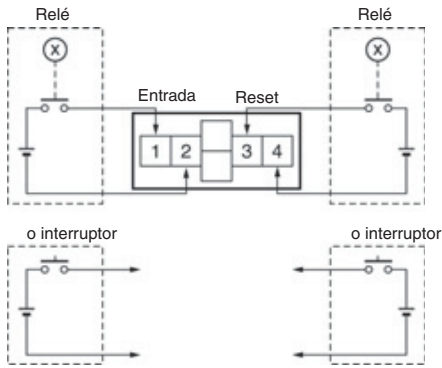 Relé
Relé
X
X
Entrada
Reset
1 2 3 4
o interruptor
o interruptor